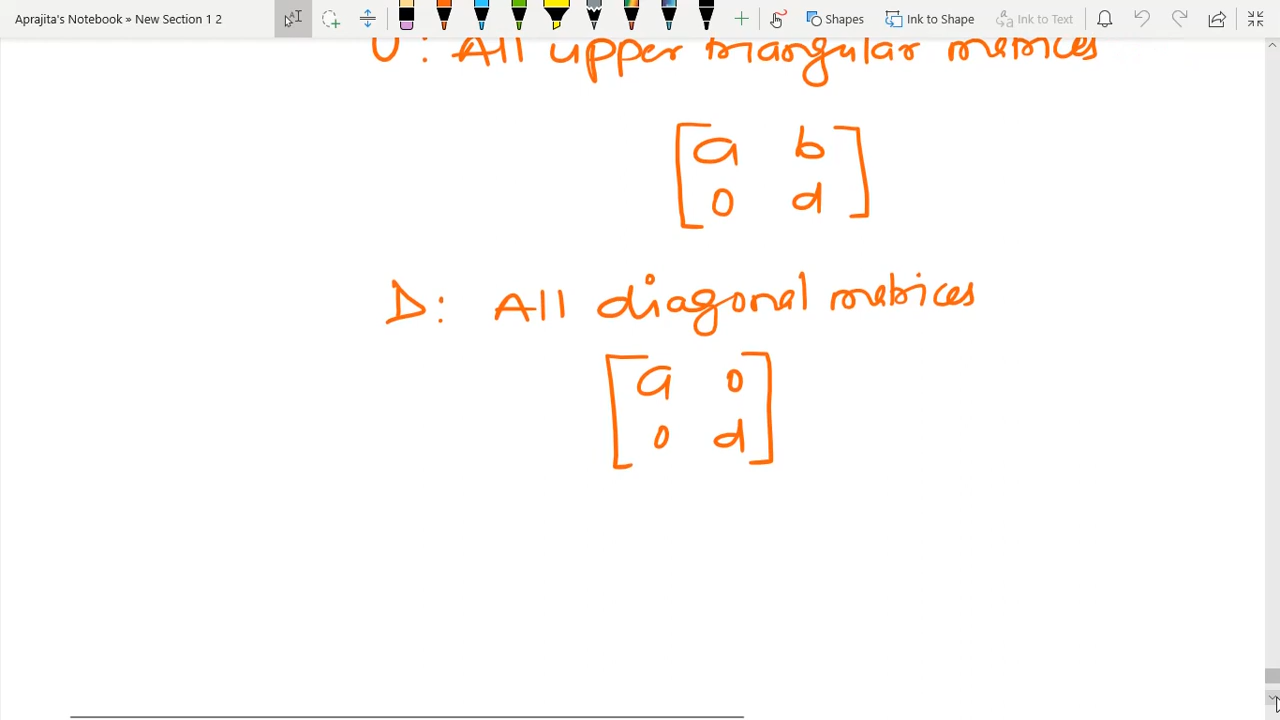 Aprajita's Notebook » New Section 1 2
Shapes
Ink to Shape
Ink to Text
U: All upper triangular matrices
[a b
0 d]
D: All diagonal matrices
[a 0
0 d]